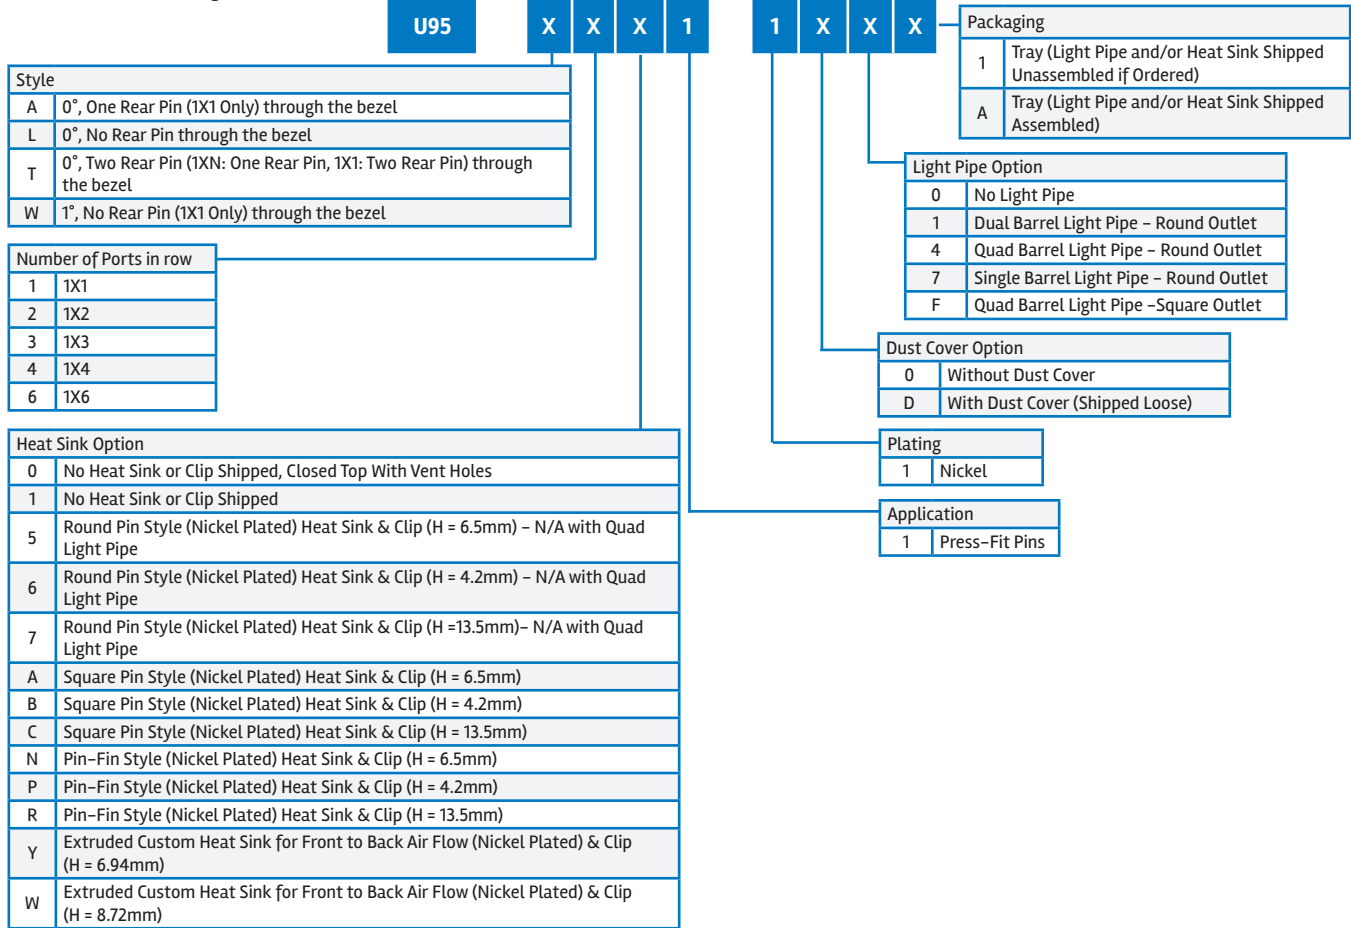 U95 X X X 1 1 X X X
Packaging
1 Tray (Light Pipe and/or Heat Sink Shipped
Unassembled if Ordered)
A Tray (Light Pipe and/or Heat Sink Shipped
Assembled)
Style
A 0°, One Rear Pin (1X1 Only) through the bezel
L 0°, No Rear Pin through the bezel
T 0°, Two Rear Pin (1XN: One Rear Pin, 1X1: Two Rear Pin) through
the bezel
W 1°, No Rear Pin (1X1 Only) through the bezel
Light Pipe Option
0 No Light Pipe
1 Dual Barrel Light Pipe – Round Outlet
4 Quad Barrel Light Pipe – Round Outlet
7 Single Barrel Light Pipe – Round Outlet
F Quad Barrel Light Pipe –Square Outlet
Number of Ports in row
1 1X1
2 1X2
3 1X3
4 1X4
6 1X6
Dust Cover Option
0 Without Dust Cover
D With Dust Cover (Shipped Loose)
Heat Sink Option
0 No Heat Sink or Clip Shipped, Closed Top With Vent Holes
1 No Heat Sink or Clip Shipped
5 Round Pin Style (Nickel Plated) Heat Sink & Clip (H = 6.5mm) – N/A with Quad
Light Pipe
6 Round Pin Style (Nickel Plated) Heat Sink & Clip (H = 4.2mm) – N/A with Quad
Light Pipe
7 Round Pin Style (Nickel Plated) Heat Sink & Clip (H =13.5mm)– N/A with Quad
Light Pipe
A Square Pin Style (Nickel Plated) Heat Sink & Clip (H = 6.5mm)
B Square Pin Style (Nickel Plated) Heat Sink & Clip (H = 4.2mm)
C Square Pin Style (Nickel Plated) Heat Sink & Clip (H = 13.5mm)
N Pin–Fin Style (Nickel Plated) Heat Sink & Clip (H = 6.5mm)
P Pin–Fin Style (Nickel Plated) Heat Sink & Clip (H = 4.2mm)
R Pin–Fin Style (Nickel Plated) Heat Sink & Clip (H = 13.5mm)
Y Extruded Custom Heat Sink for Front to Back Air Flow (Nickel Plated) & Clip
(H = 6.94mm)
W Extruded Custom Heat Sink for Front to Back Air Flow (Nickel Plated) & Clip
(H = 8.72mm)
Plating
1 Nickel
Application
1 Press–Fit Pins